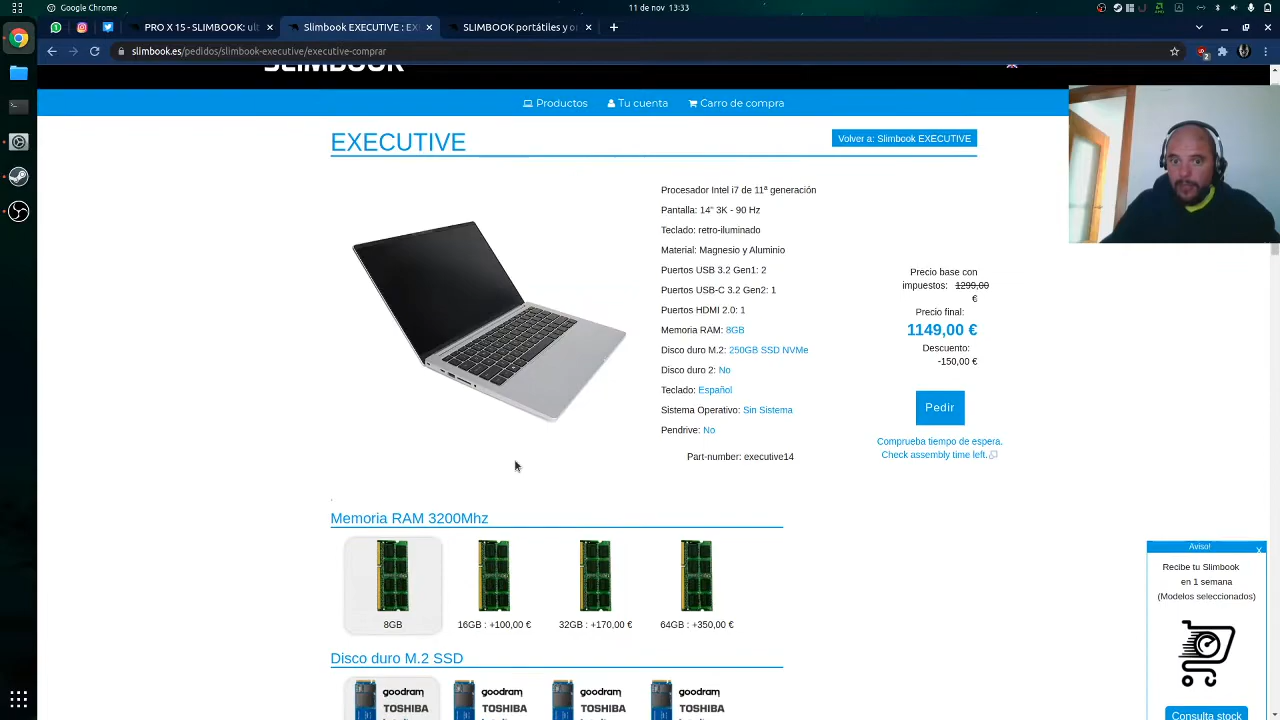 Google Chrome
11 de nov 13:33
PRO X 15 - SLIMBOOK: ult
Slimbook EXECUTIVE : EX
SLIMBOOK portátiles y or
slimbook.es/pedidos/slimbook-executive/executive-comprar
2
SLIMBOOK
Productos
Tu cuenta
Carro de compra
EXECUTIVE
Volver a: Slimbook EXECUTIVE
Procesador Intel i7 de 11ª generación
Pantalla: 14" 3K - 90 Hz
Teclado: retro-iluminado
Material: Magnesio y Aluminio
Puertos USB 3.2 Gen1: 2
Puertos USB-C 3.2 Gen2: 1
Puertos HDMI 2.0: 1
Memoria RAM: 8GB
Disco duro M.2: 250GB SSD NVMe
Disco duro 2: No
Teclado: Español
Sistema Operativo: Sin Sistema
Pendrive: No
Part-number: executive14
Precio base con
impuestos: 1299,00
€
Precio final:
1149,00 €
Descuento:
-150,00 €
Pedir
Comprueba tiempo de espera.
Check assembly time left.
.
Memoria RAM 3200Mhz
8GB
16GB : +100,00 €
32GB : +170,00 €
64GB : +350,00 €
Disco duro M.2 SSD
goodram
TOSHIBA
goodram
TOSHIBA
goodram
TOSHIBA
goodram
TOSHIBA
Aviso!
X
Recibe tu Slimbook
en 1 semana
(Modelos seleccionados)
Consulta stock